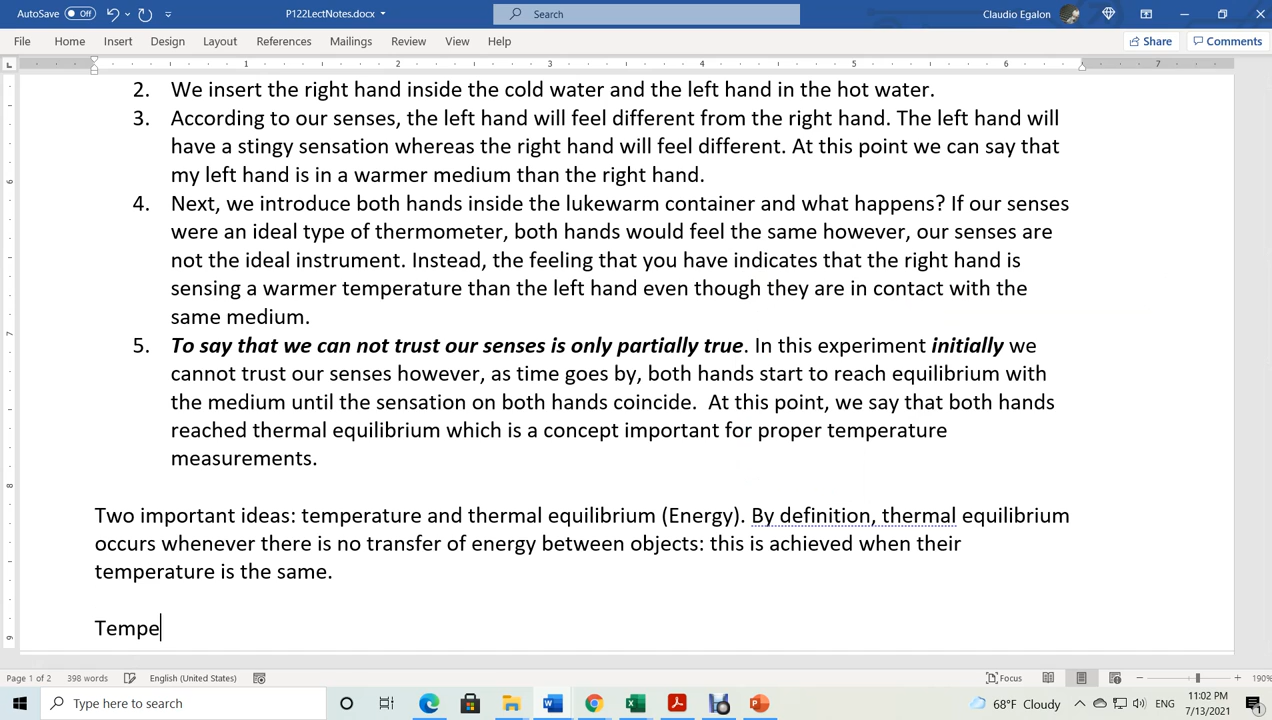 AutoSave Off P122LectNotes.docx Search Claudio Egalon
File Home Insert Design Layout References Mailings Review View Help Share Comments
1 2 3 4 5 6 7
2. We insert the right hand inside the cold water and the left hand in the hot water.
3. According to our senses, the left hand will feel different from the right hand. The left hand will
have a stingy sensation whereas the right hand will feel different. At this point we can say that
my left hand is in a warmer medium than the right hand.
4. Next, we introduce both hands inside the lukewarm container and what happens? If our senses
were an ideal type of thermometer, both hands would feel the same however, our senses are
not the ideal instrument. Instead, the feeling that you have indicates that the right hand is
sensing a warmer temperature than the left hand even though they are in contact with the
same medium.
5. To say that we can not trust our senses is only partially true. In this experiment initially we
cannot trust our senses however, as time goes by, both hands start to reach equilibrium with
the medium until the sensation on both hands coincide. At this point, we say that both hands
reached thermal equilibrium which is a concept important for proper temperature
measurements.
Two important ideas: temperature and thermal equilibrium (Energy). By definition, thermal equilibrium
occurs whenever there is no transfer of energy between objects: this is achieved when their
temperature is the same.
Tempe
6
7
8
9
Page 1 of 2 398 words English (United States) Focus 190%
Type here to search 68°F Cloudy ENG 11:02 PM
7/13/2021 1